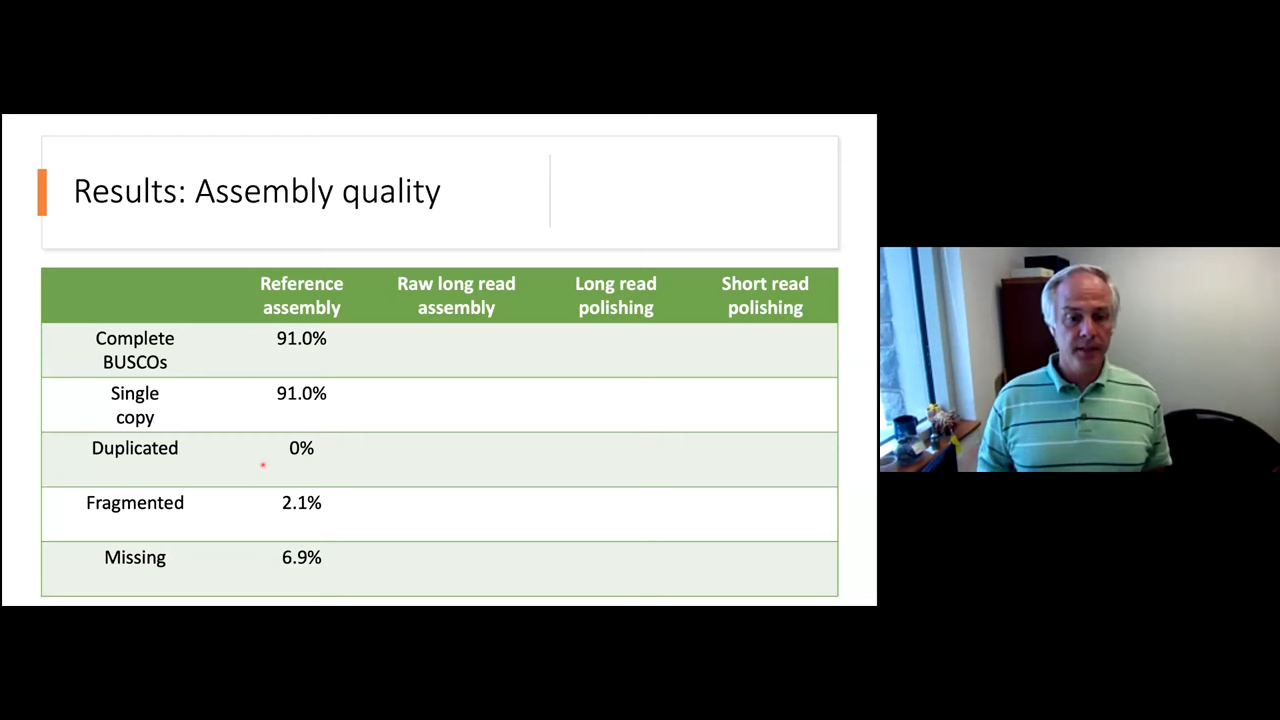 Results: Assembly quality
Reference assembly
Raw long read assembly
Long read polishing
Short read polishing
Complete BUSCOs
91.0%
Single copy
91.0%
Duplicated
0%
Fragmented
2.1%
Missing
6.9%